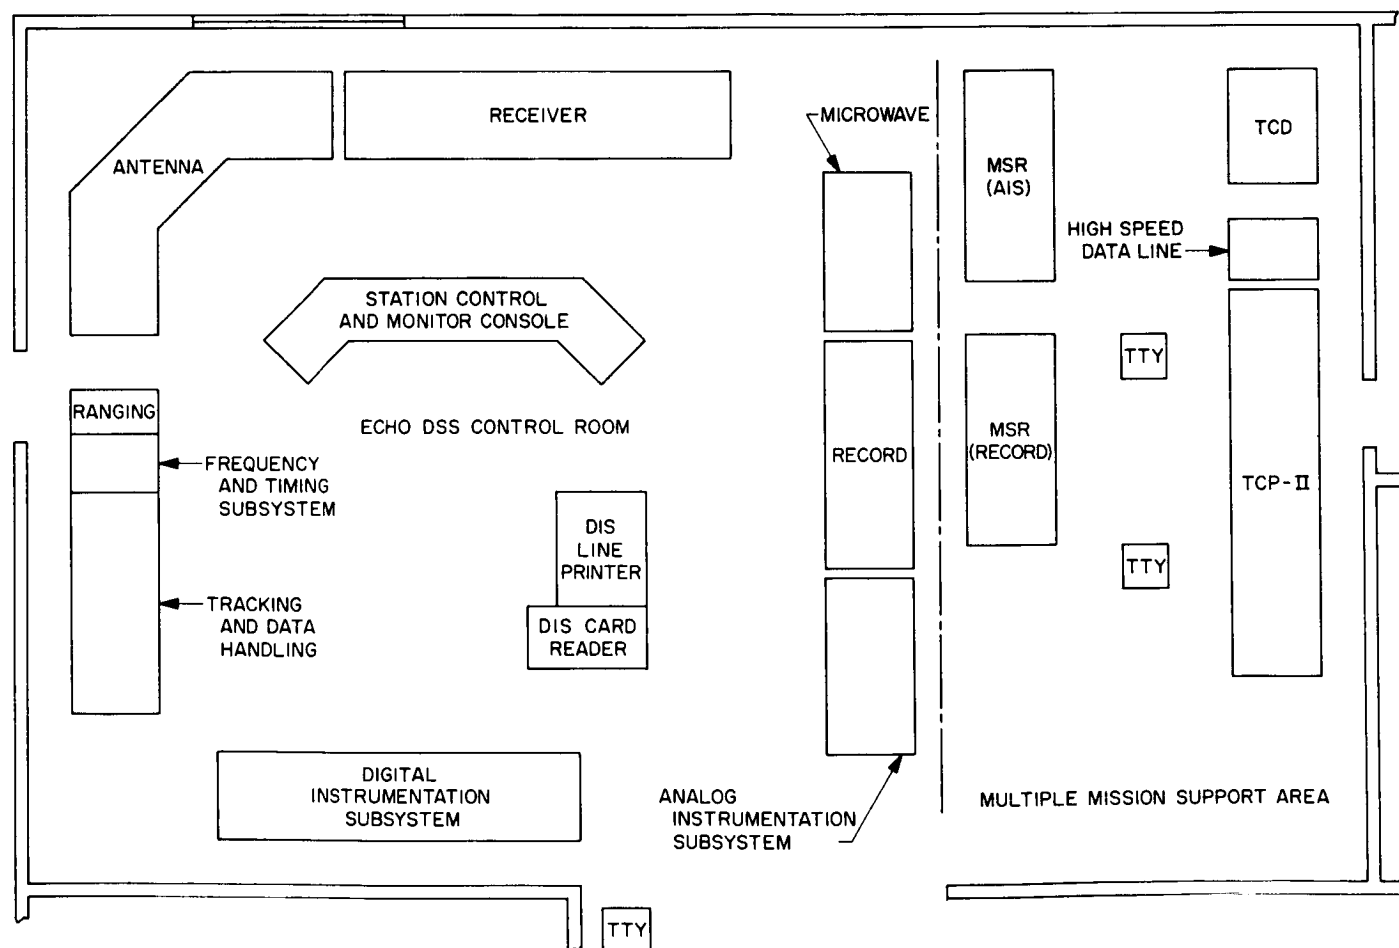 RECEIVER
MICROWAVE
ANTENNA
MSR
(AIS)
TCD
HIGH SPEED
DATA LINE
STATION CONTROL
AND MONITOR CONSOLE
TTY
RANGING
ECHO DSS CONTROL ROOM
RECORD
MSR
(RECORD)
TCP-II
FREQUENCY
AND TIMING
SUBSYSTEM
DIS
LINE
PRINTER
TTY
TRACKING
AND DATA
HANDLING
DIS CARD
READER
DIGITAL
INSTRUMENTATION
SUBSYSTEM
ANALOG
INSTRUMENTATION
SUBSYSTEM
MULTIPLE MISSION SUPPORT AREA
TTY